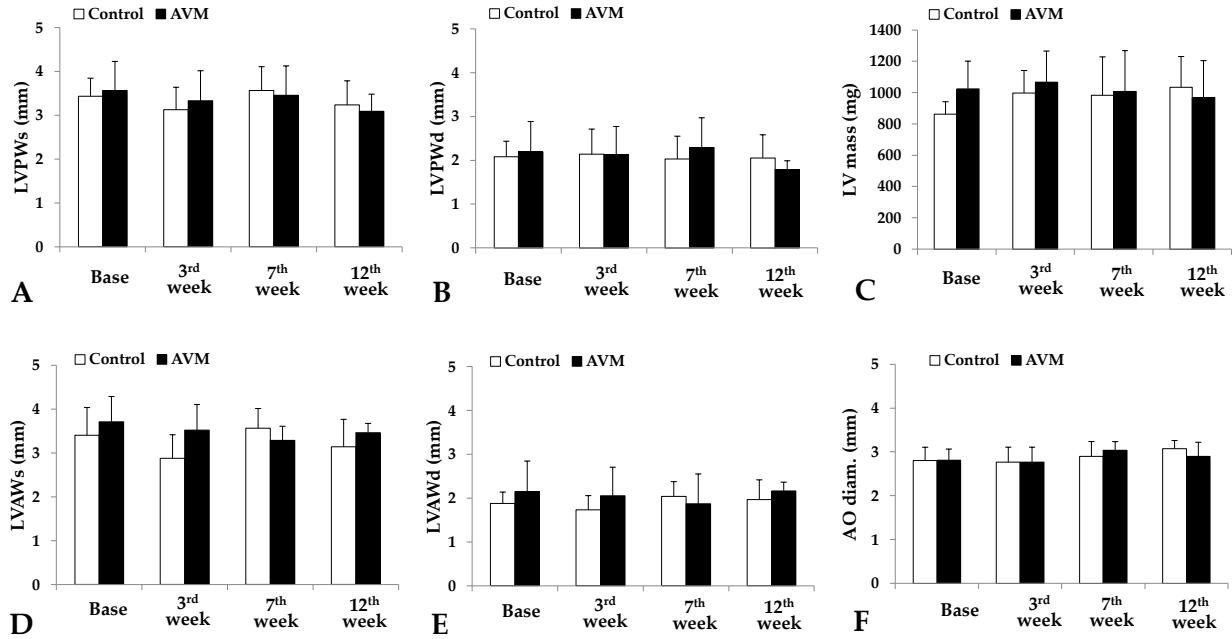 Control AVM
5
4
3
2
1
0
LVPWs (mm)
Base 3rd week 7th week 12th week
A
Control AVM
5
4
3
2
1
0
LVPWd (mm)
Base 3rd week 7th week 12th week
B
Control AVM
1400
1200
1000
800
600
400
200
0
LV mass (mg)
Base 3rd week 7th week 12th week
C
Control AVM
5
4
3
2
1
0
LVAWs (mm)
Base 3rd week 7th week 12th week
D
Control AVM
5
4
3
2
1
0
LVAWd (mm)
Base 3rd week 7th week 12th week
E
Control AVM
5
4
3
2
1
0
AO diam. (mm)
Base 3rd week 7th week 12th week
F